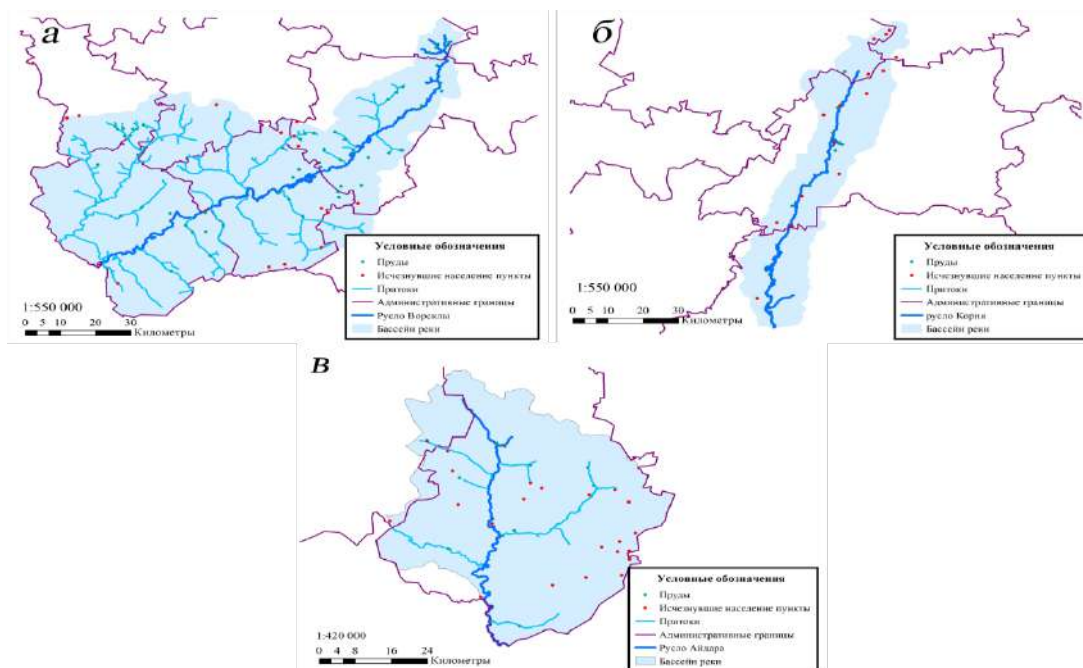 а
Условные обозначения
Пруды
Исчезнувшие население пункты
Притоки
Административные границы
Русло Ворсклы
Бассейн реки
1:550 000
0 5 10 20 30
Километры
б
Условные обозначения
Пруды
Исчезнувшие население пункты
Притоки
Административные границы
русло Корня
Бассейн реки
1:550 000
0 5 10 20 30
Километры
в
Условные обозначения
Пруды
Исчезнувшие население пункты
Притоки
Административные границы
Русло Айдара
Бассейн реки
1:420 000
0 4 8 16 24
Километры